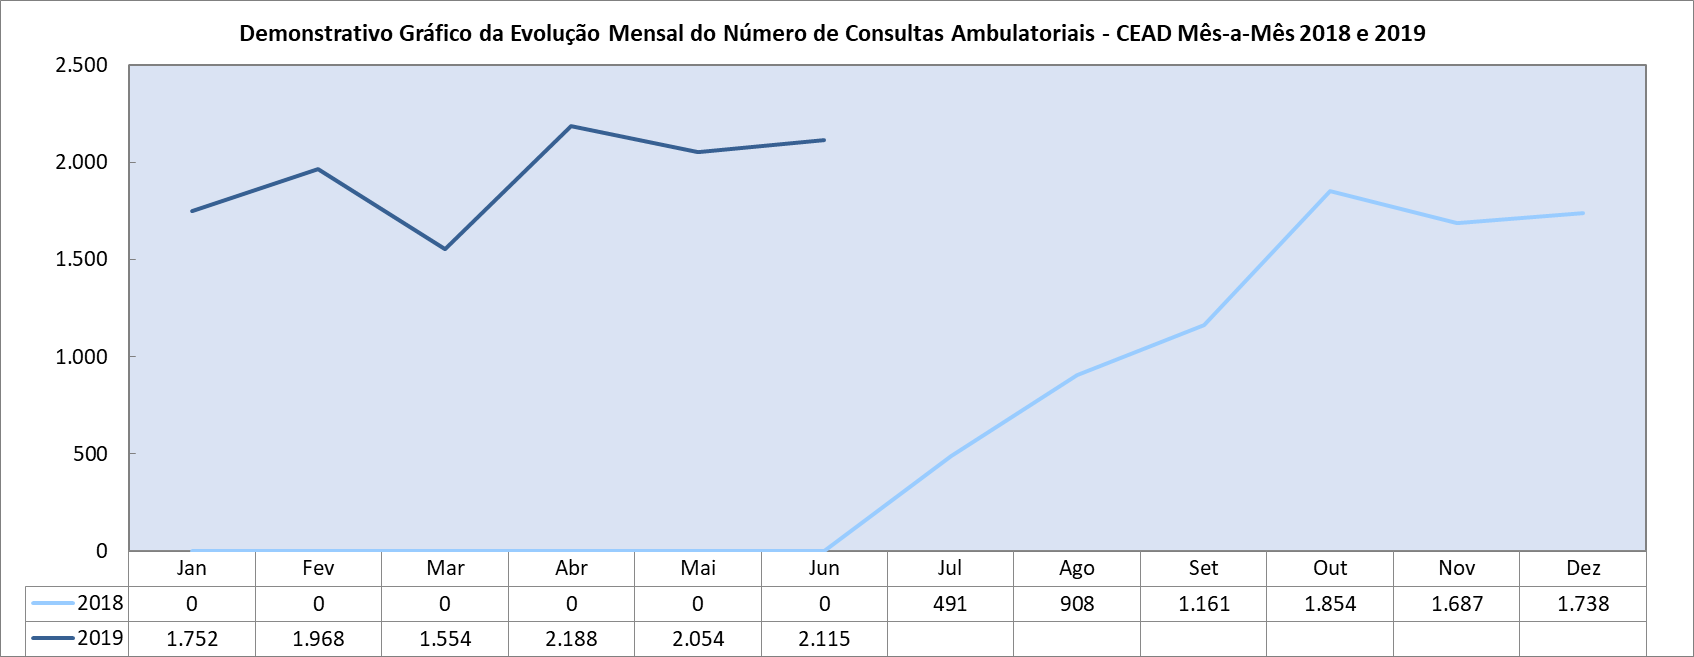 Demonstrativo Gráfico da Evolução Mensal do Número de Consultas Ambulatoriais - CEAD Mês-a-Mês 2018 e 2019
2.500
2.000
1.500
1.000
500
0
Jan Fev Mar Abr Mai Jun Jul Ago Set Out Nov Dez
2018 0 0 0 0 0 0 491 908 1.161 1.854 1.687 1.738
2019 1.752 1.968 1.554 2.188 2.054 2.115